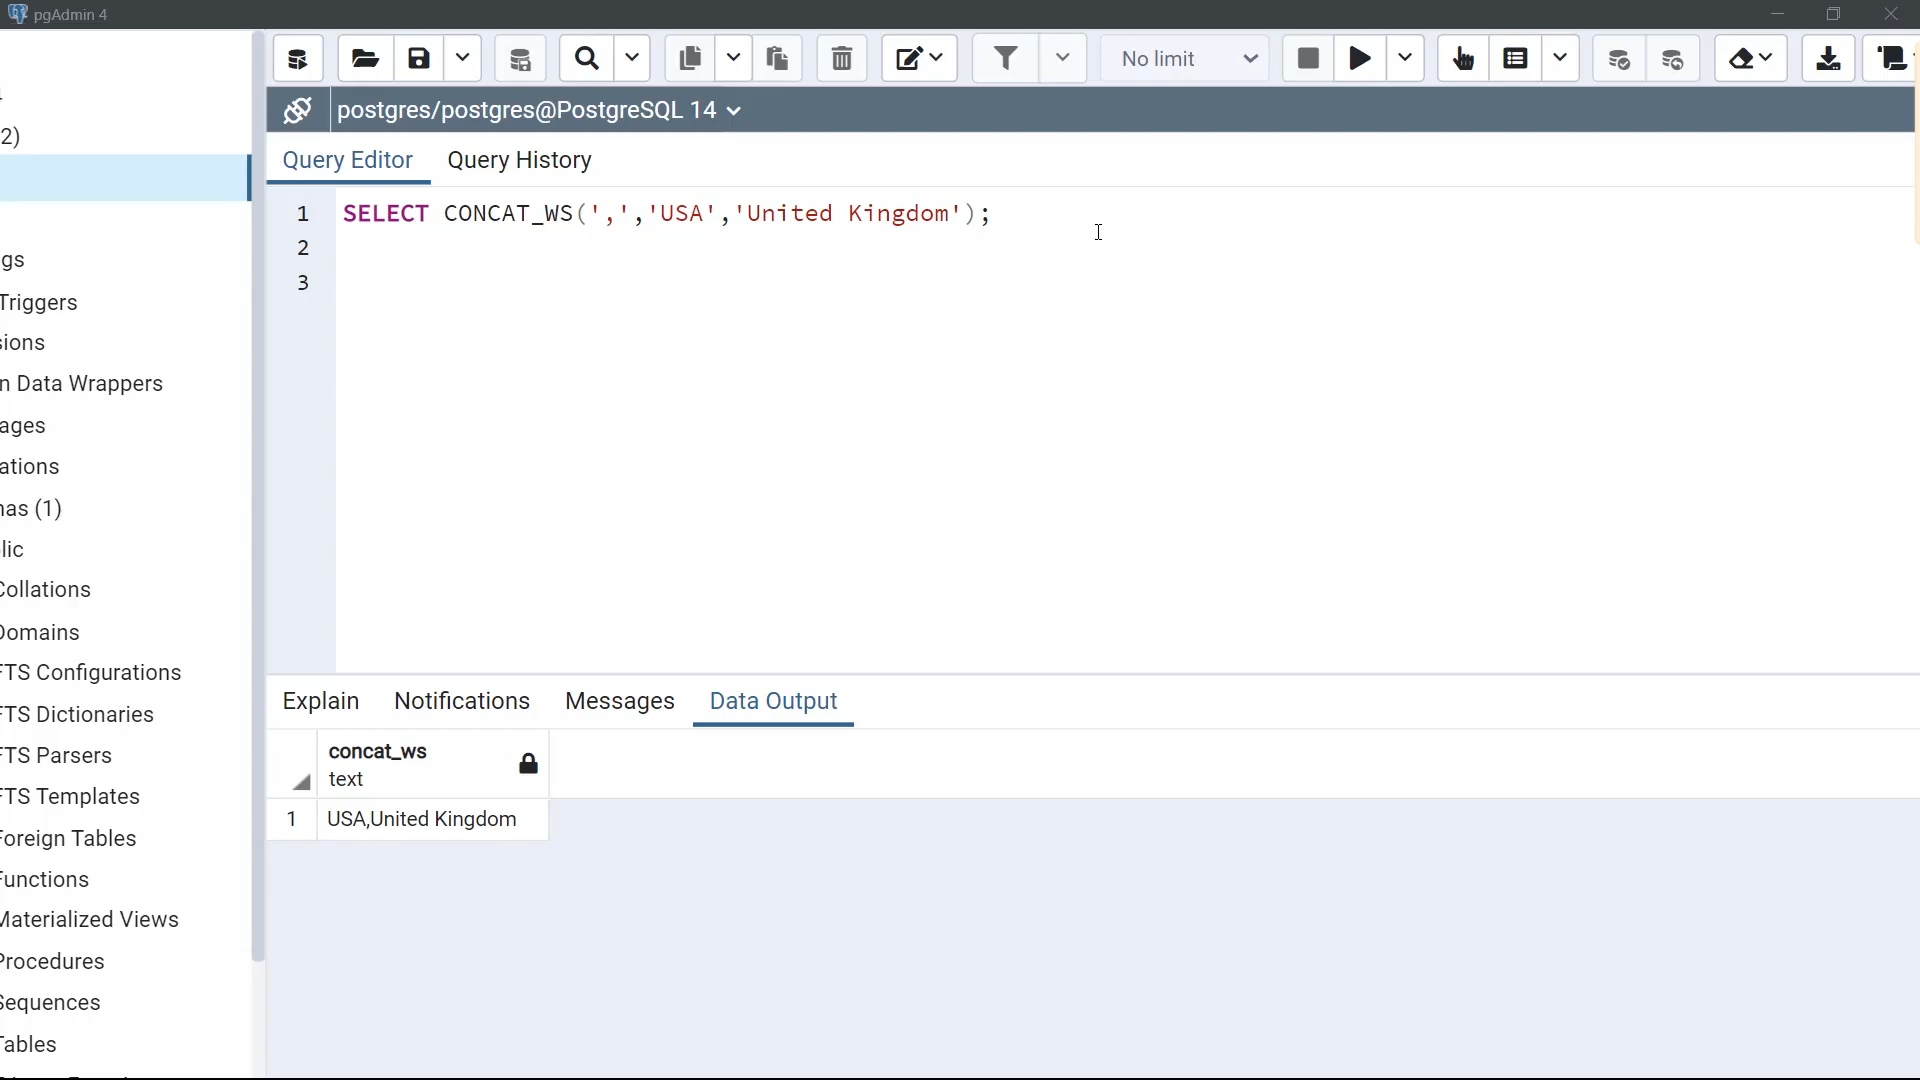 pgAdmin 4
No limit
postgres/postgres@PostgreSQL 14
Query Editor Query History
1 SELECT CONCAT_WS(',','USA','United Kingdom');
2
3
2)
gs
Triggers
sions
n Data Wrappers
ages
ations
nas (1)
lic
Collations
Domains
FTS Configurations
FTS Dictionaries
FTS Parsers
FTS Templates
Foreign Tables
Functions
Materialized Views
Procedures
Sequences
Tables
Explain Notifications Messages Data Output
concat_ws
text
1 USA,United Kingdom